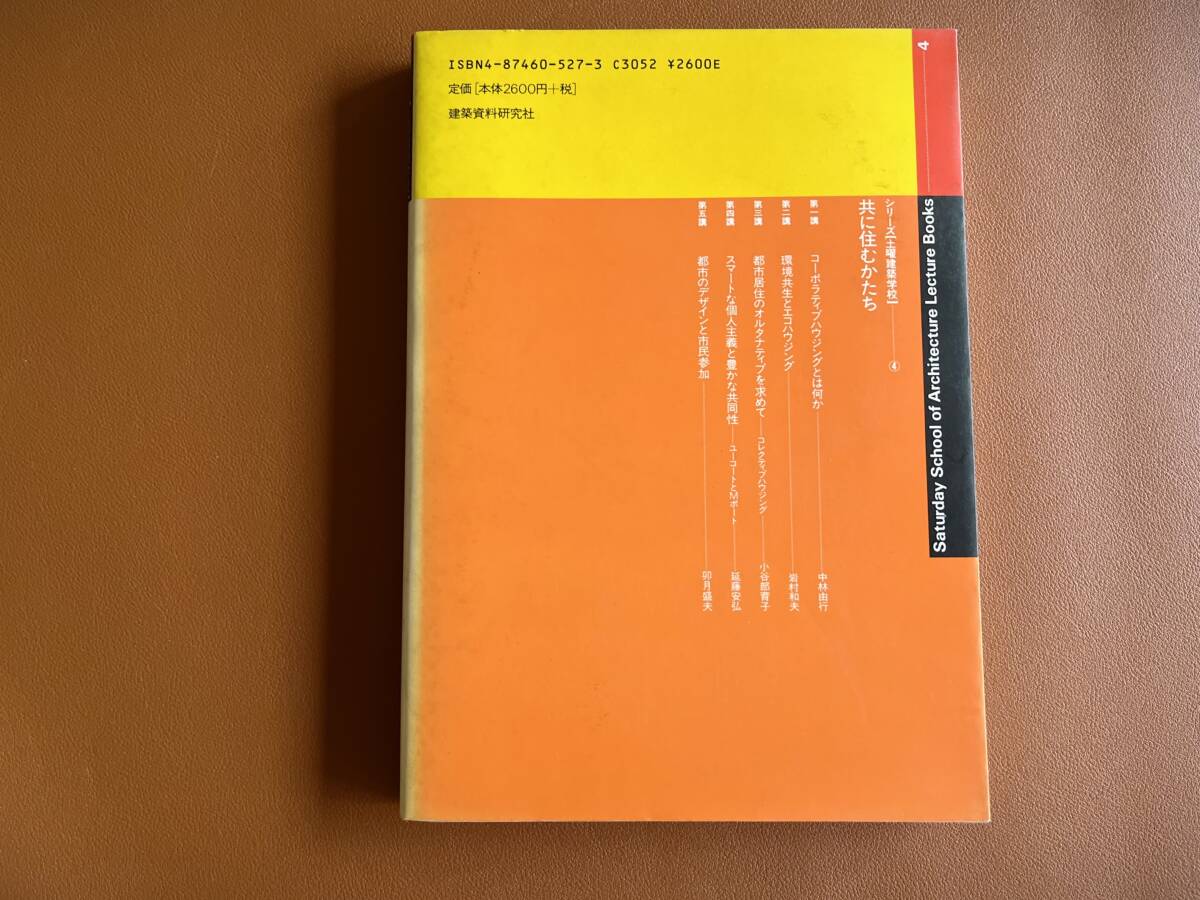 ISBN4-87460-527-3 C3052 ¥2600E
定価[本体2600円+税]
建築資料研究社
4
Saturday School of Architecture Lecture Books
シリーズ[土曜建築学校]④
共に住むかたち
第一講 コーポラティブハウジングとは何か 中林由行
第二講 環境共生とエコハウジング 岩村和夫
第三講 都市居住のオルタナティブを求めて コレクティブハウジング 小谷部育子
第四講 スマートな個人主義と豊かな共同性 ユーコートとMポート 延藤安弘
第五講 都市のデザインと市民参加 卯月盛夫